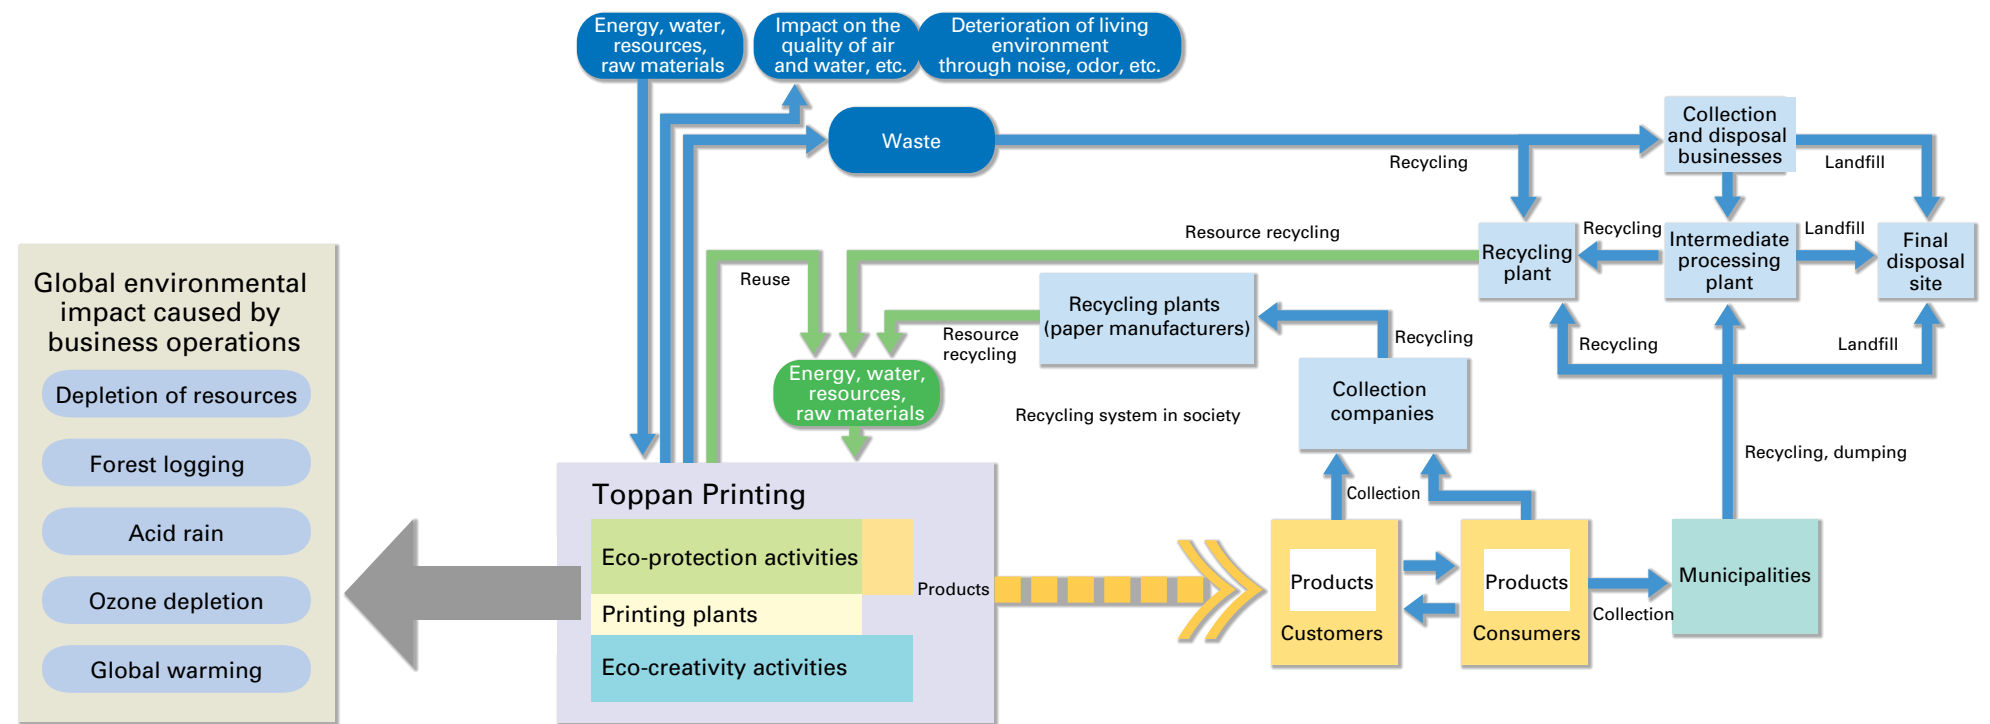 Energy, water,
resources,
raw materials
Impact on the
quality of air
and water, etc.
Deterioration of living
environment
through noise, odor, etc.
Waste
Recycling
Collection
and disposal
businesses
Landfill
Resource recycling
Recycling
plant
Recycling
Intermediate
processing
plant
Landfill
Final
disposal
site
Reuse
Recycling plants
(paper manufacturers)
Resource
recycling
Recycling
Recycling
Landfill
Energy, water,
resources,
raw materials
Collection
companies
Recycling system in society
Recycling, dumping
Collection
Global environmental
impact caused by
business operations
Depletion of resources
Forest logging
Acid rain
Ozone depletion
Global warming
Toppan Printing
Eco-protection activities
Printing plants
Eco-creativity activities
Products
Products
Customers
Products
Consumers
Collection
Municipalities